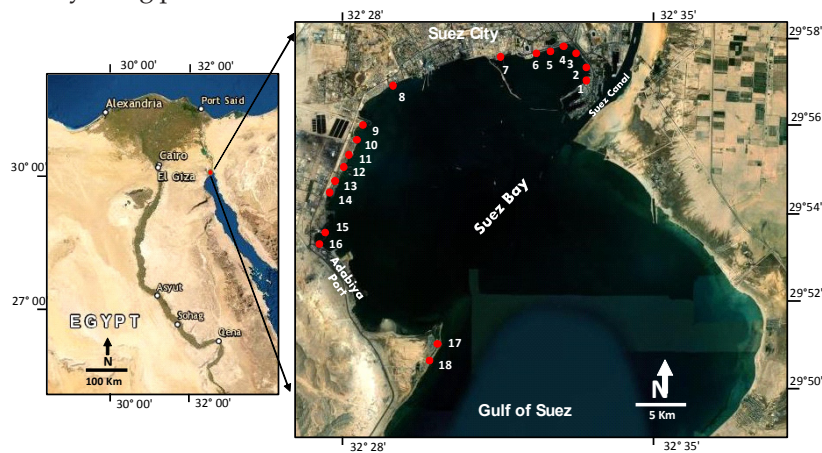 32° 28'
32° 35'
30° 00'
32° 00'
Suez City
29°58'
Alexandria
Port Said
1
2
3
4
5
6
7
8
Suez Canal
29°56'
9
10
11
12
13
14
Cairo
El Giza
30° 00'
Suez Bay
29°54'
15
16
Adabiya
Port
Asyut
Sohag
Qena
27° 00'
29°52'
EGYPT
N
100 Km
17
18
29°50'
N
5 Km
Gulf of Suez
30° 00'
32° 00'
32° 28'
32° 35'